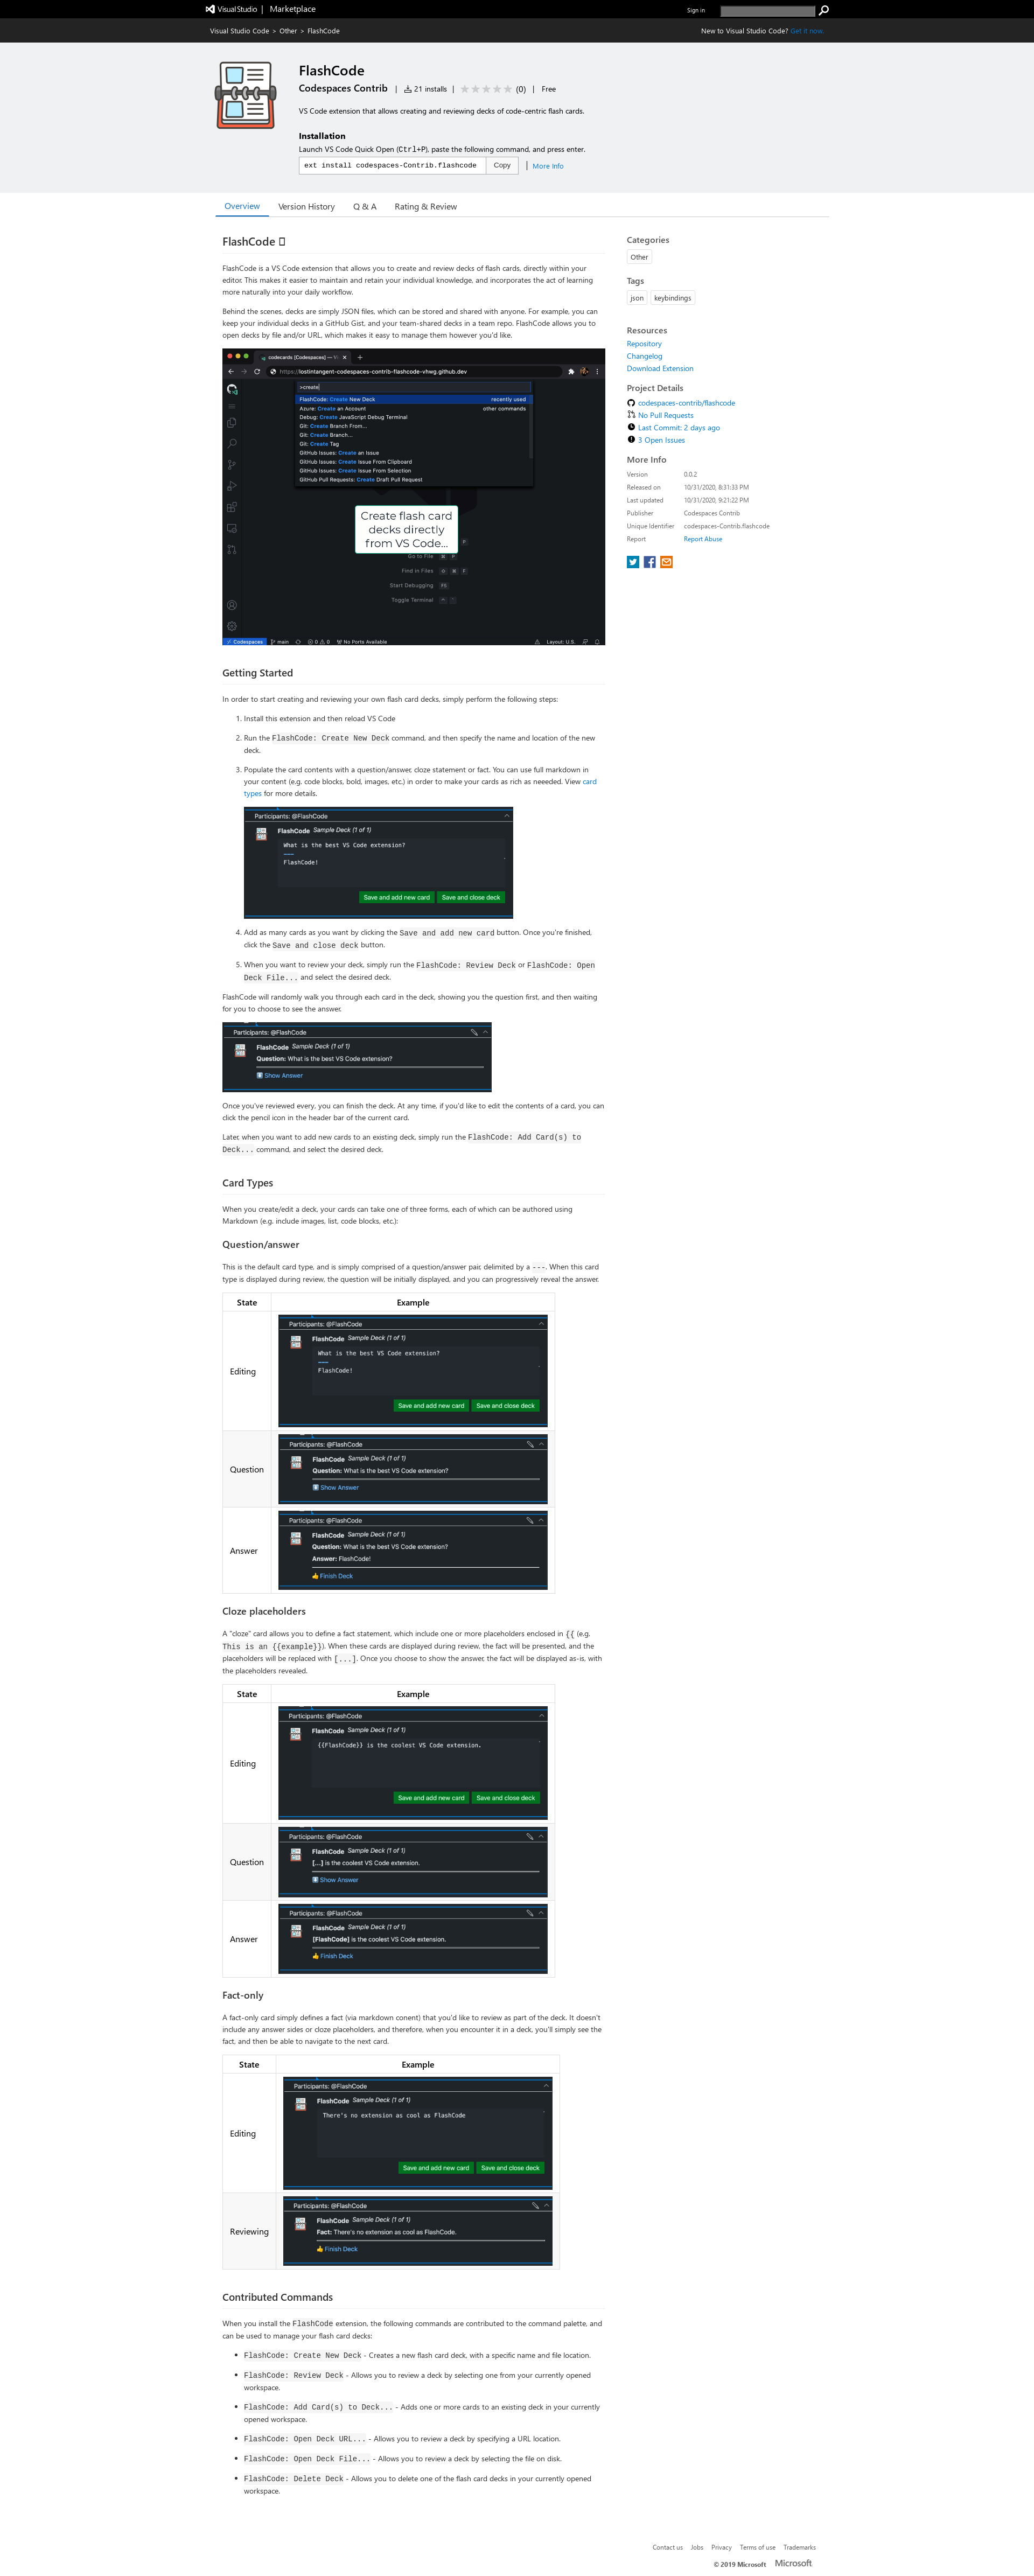 Visual Studio | Marketplace
Sign in
Visual Studio Code > Other > FlashCode
New to Visual Studio Code? Get it now.
FlashCode
Codespaces Contrib | 21 installs | (0) | Free
VS Code extension that allows creating and reviewing decks of code-centric flash cards.
Installation
Launch VS Code Quick Open (Ctrl+P), paste the following command, and press enter.
ext install codespaces-Contrib.flashcode
Copy
More Info
Overview
Version History
Q & A
Rating & Review
FlashCode
FlashCode is a VS Code extension that allows you to create and review decks of flash cards, directly within your
editor. This makes it easier to maintain and retain your individual knowledge, and incorporates the act of learning
more naturally into your daily workflow.
Behind the scenes, decks are simply JSON files, which can be stored and shared with anyone. For example, you can
keep your individual decks in a GitHub Gist, and your team-shared decks in a team repo. FlashCode allows you to
open decks by file and/or URL, which makes it easy to manage them however you'd like.
codecards [Codespaces]
https://lostintangent-codespaces-contrib-flashcode-vhwg.github.dev
>create
FlashCode: Create New Deck
recently used
Azure: Create an Account
other commands
Debug: Create JavaScript Debug Terminal
Git: Create Branch From...
Git: Create Branch...
Git: Create Tag
GitHub Issues: Create an Issue
GitHub Issues: Create Issue From Clipboard
GitHub Issues: Create Issue From Selection
GitHub Pull Requests: Create Draft Pull Request
Create flash card
decks directly
from VS Code...
Go to File ⌘ P
Find in Files ⇧ ⌘ F
Start Debugging F5
Toggle Terminal
Codespaces main 0 0 No Ports Available
Layout: U.S.
Getting Started
In order to start creating and reviewing your own flash card decks, simply perform the following steps:
1. Install this extension and then reload VS Code
2. Run the FlashCode: Create New Deck command, and then specify the name and location of the new
deck.
3. Populate the card contents with a question/answer, cloze statement or fact. You can use full markdown in
your content (e.g. code blocks, bold, images, etc.) in order to make your cards as rich as neeeded. View card
types for more details.
Participants: @FlashCode
FlashCode Sample Deck (1 of 1)
What is the best VS Code extension?
---
FlashCode!
Save and add new card
Save and close deck
4. Add as many cards as you want by clicking the Save and add new card button. Once you're finished,
click the Save and close deck button.
5. When you want to review your deck, simply run the FlashCode: Review Deck or FlashCode: Open
Deck File... and select the desired deck.
FlashCode will randomly walk you through each card in the deck, showing you the question first, and then waiting
for you to choose to see the answer.
Participants: @FlashCode
FlashCode Sample Deck (1 of 1)
Question: What is the best VS Code extension?
Show Answer
Once you've reviewed every, you can finish the deck. At any time, if you'd like to edit the contents of a card, you can
click the pencil icon in the header bar of the current card.
Later, when you want to add new cards to an existing deck, simply run the FlashCode: Add Card(s) to
Deck... command, and select the desired deck.
Card Types
When you create/edit a deck, your cards can take one of three forms, each of which can be authored using
Markdown (e.g. include images, list, code blocks, etc,):
Question/answer
This is the default card type, and is simply comprised of a question/answer pair, delimited by a ---. When this card
type is displayed during review, the question will be initially displayed, and you can progressively reveal the answer.
State
Example
Editing
Participants: @FlashCode
FlashCode Sample Deck (1 of 1)
What is the best VS Code extension?
---
FlashCode!
Save and add new card
Save and close deck
Question
Participants: @FlashCode
FlashCode Sample Deck (1 of 1)
Question: What is the best VS Code extension?
Show Answer
Answer
Participants: @FlashCode
FlashCode Sample Deck (1 of 1)
Question: What is the best VS Code extension?
Answer: FlashCode!
Finish Deck
Cloze placeholders
A "cloze" card allows you to define a fact statement, which include one or more placeholders enclosed in {{ (e.g.
This is an {{example}}). When these cards are displayed during review, the fact will be presented, and the
placeholders will be replaced with [...]. Once you choose to show the answer, the fact will be displayed as-is, with
the placeholders revealed.
State
Example
Editing
Participants: @FlashCode
FlashCode Sample Deck (1 of 1)
{{FlashCode}} is the coolest VS Code extension.
Save and add new card
Save and close deck
Question
Participants: @FlashCode
FlashCode Sample Deck (1 of 1)
[...] is the coolest VS Code extension.
Show Answer
Answer
Participants: @FlashCode
FlashCode Sample Deck (1 of 1)
[FlashCode] is the coolest VS Code extension.
Finish Deck
Fact-only
A fact-only card simply defines a fact (via markdown conent) that you'd like to review as part of the deck. It doesn't
include any answer sides or cloze placeholders, and therefore, when you encounter it in a deck, you'll simply see the
fact, and then be able to navigate to the next card.
State
Example
Editing
Participants: @FlashCode
FlashCode Sample Deck (1 of 1)
There's no extension as cool as FlashCode
Save and add new card
Save and close deck
Reviewing
Participants: @FlashCode
FlashCode Sample Deck (1 of 1)
Fact: There's no extension as cool as FlashCode.
Finish Deck
Contributed Commands
When you install the FlashCode extension, the following commands are contributed to the command palette, and
can be used to manage your flash card decks:
• FlashCode: Create New Deck - Creates a new flash card deck, with a specific name and file location.
• FlashCode: Review Deck - Allows you to review a deck by selecting one from your currently opened
workspace.
• FlashCode: Add Card(s) to Deck... - Adds one or more cards to an existing deck in your currently
opened workspace.
• FlashCode: Open Deck URL... - Allows you to review a deck by specifying a URL location.
• FlashCode: Open Deck File... - Allows you to review a deck by selecting the file on disk.
• FlashCode: Delete Deck - Allows you to delete one of the flash card decks in your currently opened
workspace.
Categories
Other
Tags
json
keybindings
Resources
Repository
Changelog
Download Extension
Project Details
codespaces-contrib/flashcode
No Pull Requests
Last Commit: 2 days ago
3 Open Issues
More Info
Version 0.0.2
Released on 10/31/2020, 8:31:33 PM
Last updated 10/31/2020, 9:21:22 PM
Publisher Codespaces Contrib
Unique Identifier codespaces-Contrib.flashcode
Report Report Abuse
Contact us Jobs Privacy Terms of use Trademarks
© 2019 Microsoft Microsoft